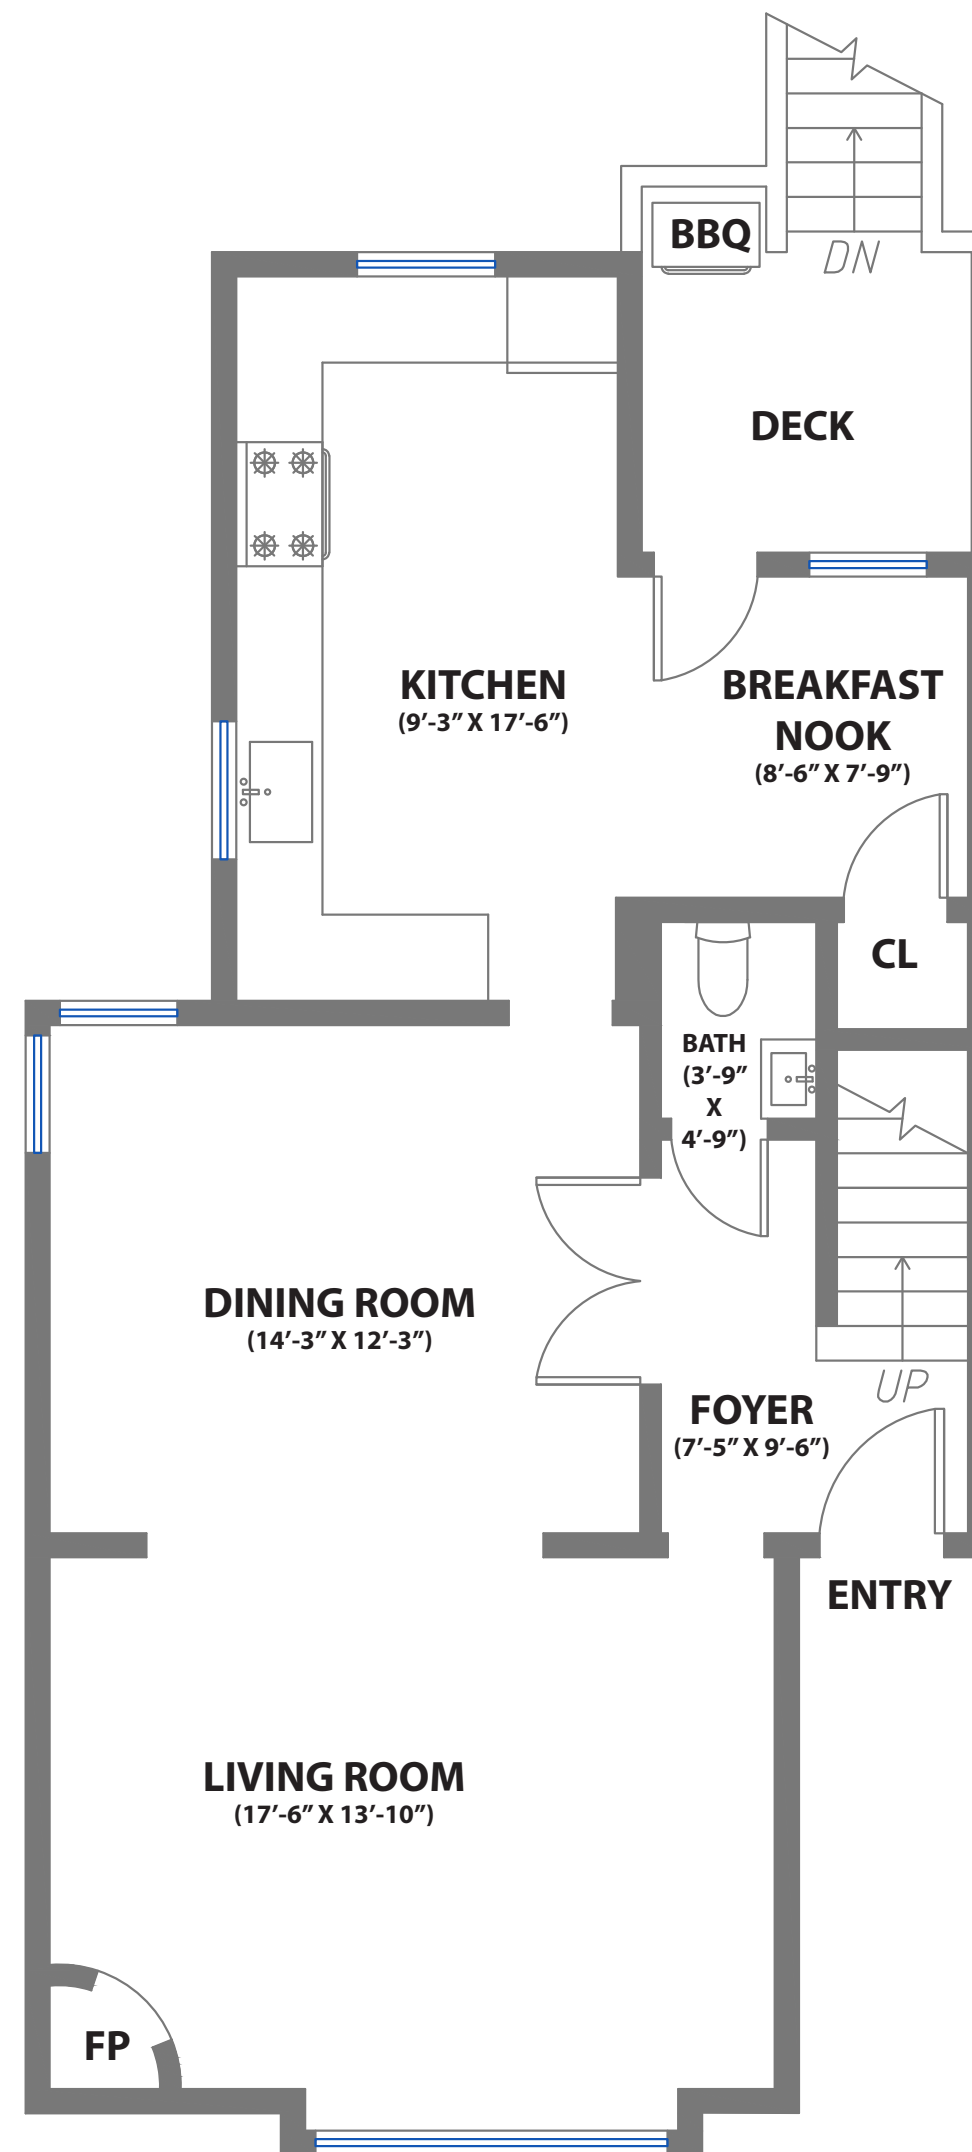 BBQ
DN
DECK
KITCHEN
(9′-3″ X 17′-6″)
BREAKFAST
NOOK
(8′-6″ X 7′-9″)
CL
BATH
(3′-9″
X
4′-9″)
DINING ROOM
(14′-3″ X 12′-3″)
UP
FOYER
(7′-5″ X 9′-6″)
ENTRY
LIVING ROOM
(17′-6″ X 13′-10″)
FP